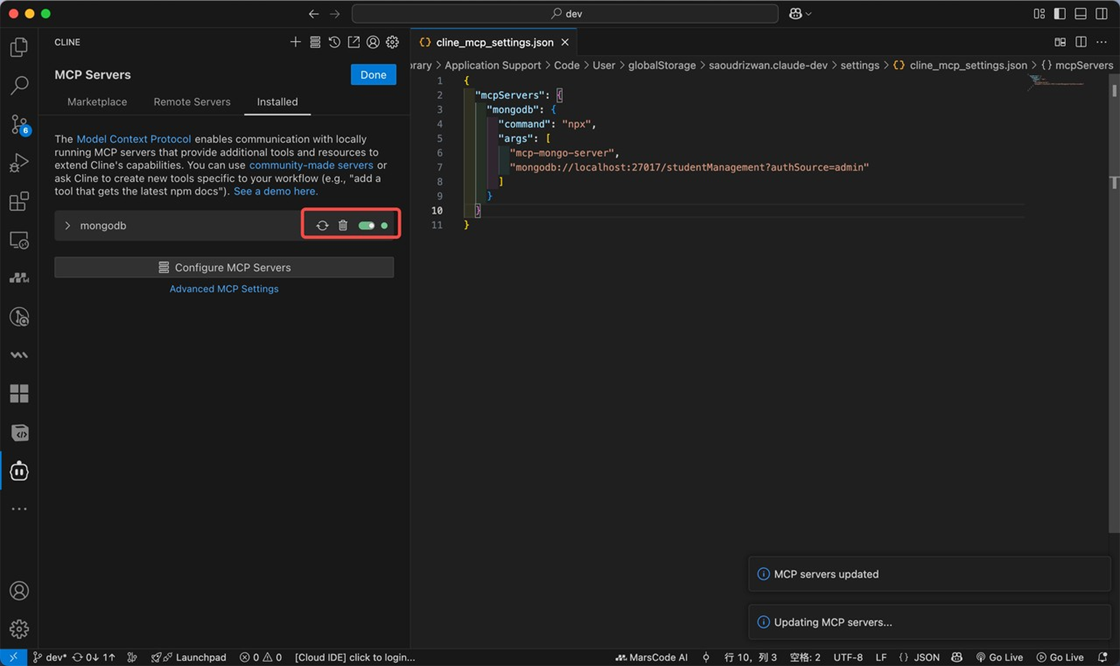 dev
CLINE
MCP Servers
Done
Marketplace
Remote Servers
Installed
The Model Context Protocol enables communication with locally
running MCP servers that provide additional tools and resources to
extend Cline's capabilities. You can use community-made servers or
ask Cline to create new tools specific to your workflow (e.g., "add a
tool that gets the latest npm docs"). See a demo here.
mongodb
Configure MCP Servers
Advanced MCP Settings
6
{} cline_mcp_settings.json
orary > Application Support > Code > User > globalStorage > saoudrizwan.claude-dev > settings > {} cline_mcp_settings.json > {} mcpServers
1 {
2 "mcpServers": {
3 "mongodb": {
4 "command": "npx",
5 "args": [
6 "mcp-mongo-server",
7 "mongodb://localhost:27017/studentManagement?authSource=admin"
8 ]
9 }
10 }
11 }
MCP servers updated
Updating MCP servers...
dev* 0↓ 1↑ Launchpad 0 0 [Cloud IDE] click to login... MarsCode AI 行 10，列 3 空格: 2 UTF-8 LF {} JSON Go Live Go Live